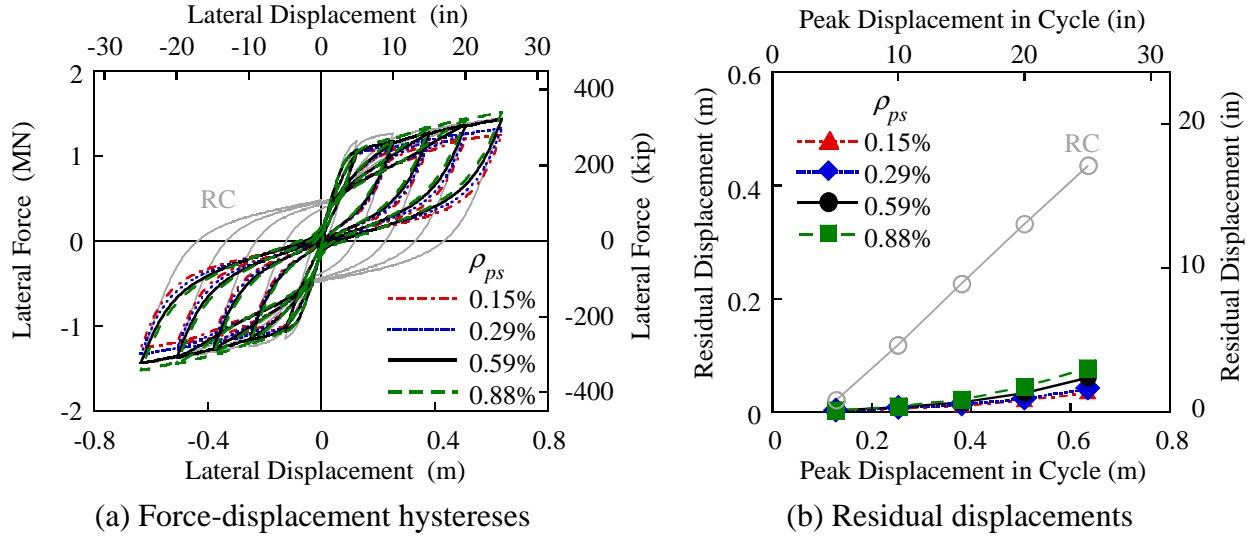 Lateral Displacement (in)
-30 -20 -10 0 10 20 30
2
1
0
-1
-2
Lateral Force (MN)
400
200
0
-200
-400
Lateral Force (kip)
RC
ρps
0.15%
0.29%
0.59%
0.88%
-0.8 -0.4 0 0.4 0.8
Lateral Displacement (m)
(a) Force-displacement hystereses
Peak Displacement in Cycle (in)
0 5 10 15 20 25 30
0.6
0.4
0.2
0
Residual Displacement (m)
20
10
0
Residual Displacement (in)
ρps
0.15%
0.29%
0.59%
0.88%
RC
0 0.2 0.4 0.6 0.8
Peak Displacement in Cycle (m)
(b) Residual displacements